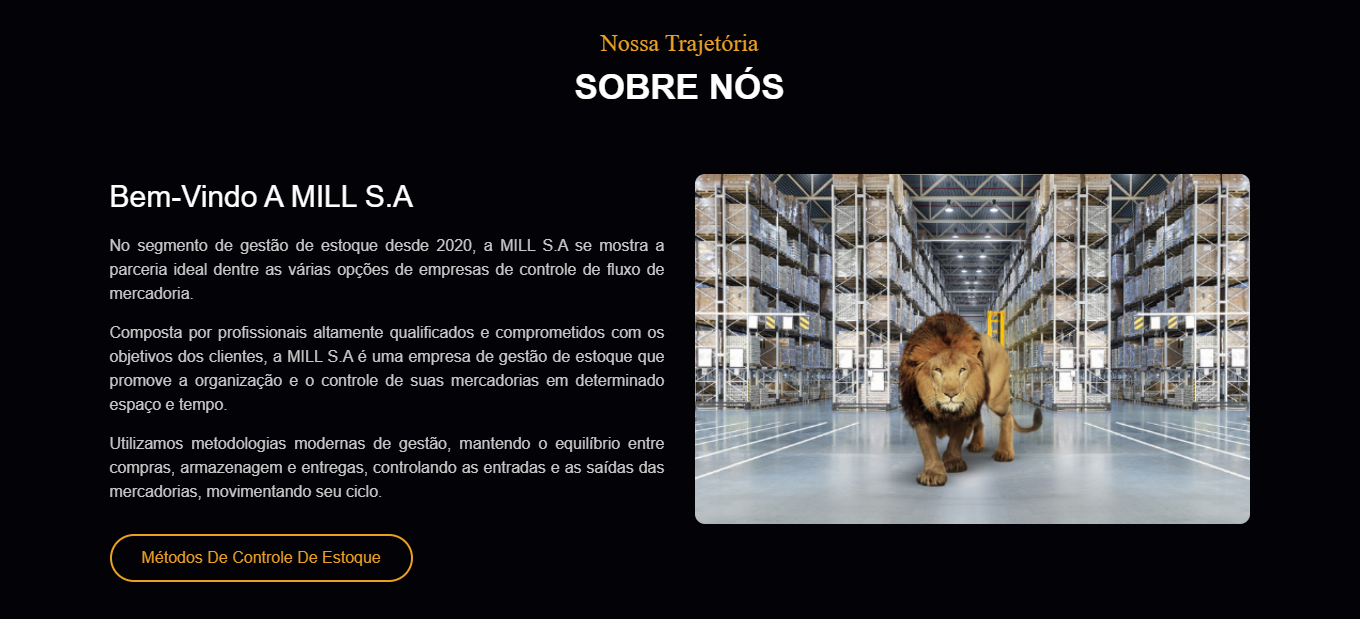 Nossa Trajetória
SOBRE NÓS
Bem-Vindo A MILL S.A
No segmento de gestão de estoque desde 2020, a MILL S.A se mostra a
parceria ideal dentre as várias opções de empresas de controle de fluxo de
mercadoria.
Composta por profissionais altamente qualificados e comprometidos com os
objetivos dos clientes, a MILL S.A é uma empresa de gestão de estoque que
promove a organização e o controle de suas mercadorias em determinado
espaço e tempo.
Utilizamos metodologias modernas de gestão, mantendo o equilíbrio entre
compras, armazenagem e entregas, controlando as entradas e as saídas das
mercadorias, movimentando seu ciclo.
Métodos De Controle De Estoque